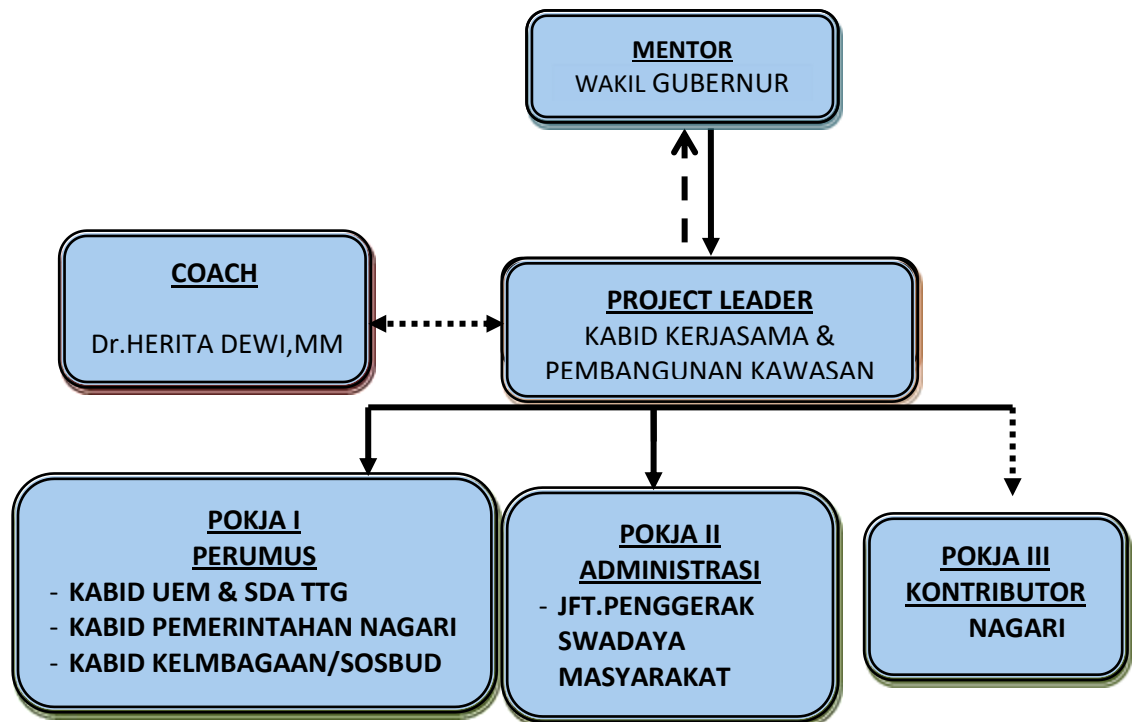 MENTOR
WAKIL GUBERNUR
COACH
Dr.HERITA DEWI,MM
PROJECT LEADER
KABID KERJASAMA &
PEMBANGUNAN KAWASAN
POKJA I
PERUMUS
- KABID UEM & SDA TTG
- KABID PEMERINTAHAN NAGARI
- KABID KELMBAGAAN/SOSBUD
POKJA II
ADMINISTRASI
- JFT.PENGGERAK
SWADAYA
MASYARAKAT
POKJA III
KONTRIBUTOR
NAGARI